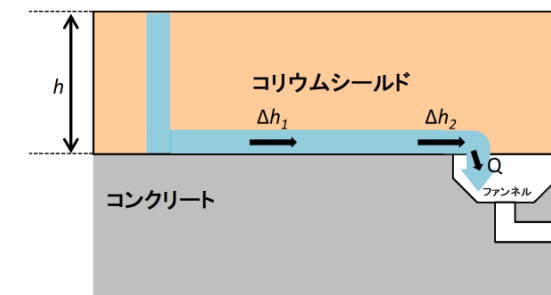 h
コリウムシールド
Δh1
Δh2
Q
ファンネル
コンクリート